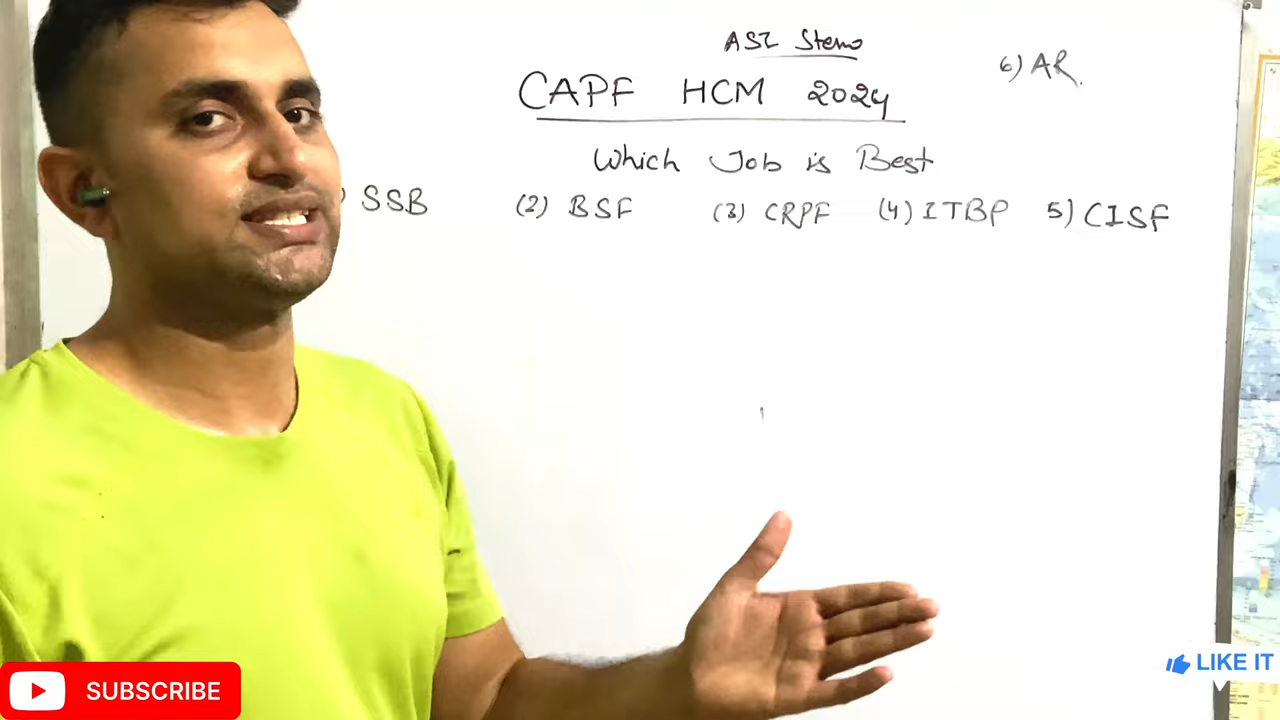 ASI Steno
6) AR.
CAPF HCM 2024
Which Job is Best
) SSB (2) BSF (3) CRPF (4) ITBP 5) CISF
SUBSCRIBE
LIKE IT